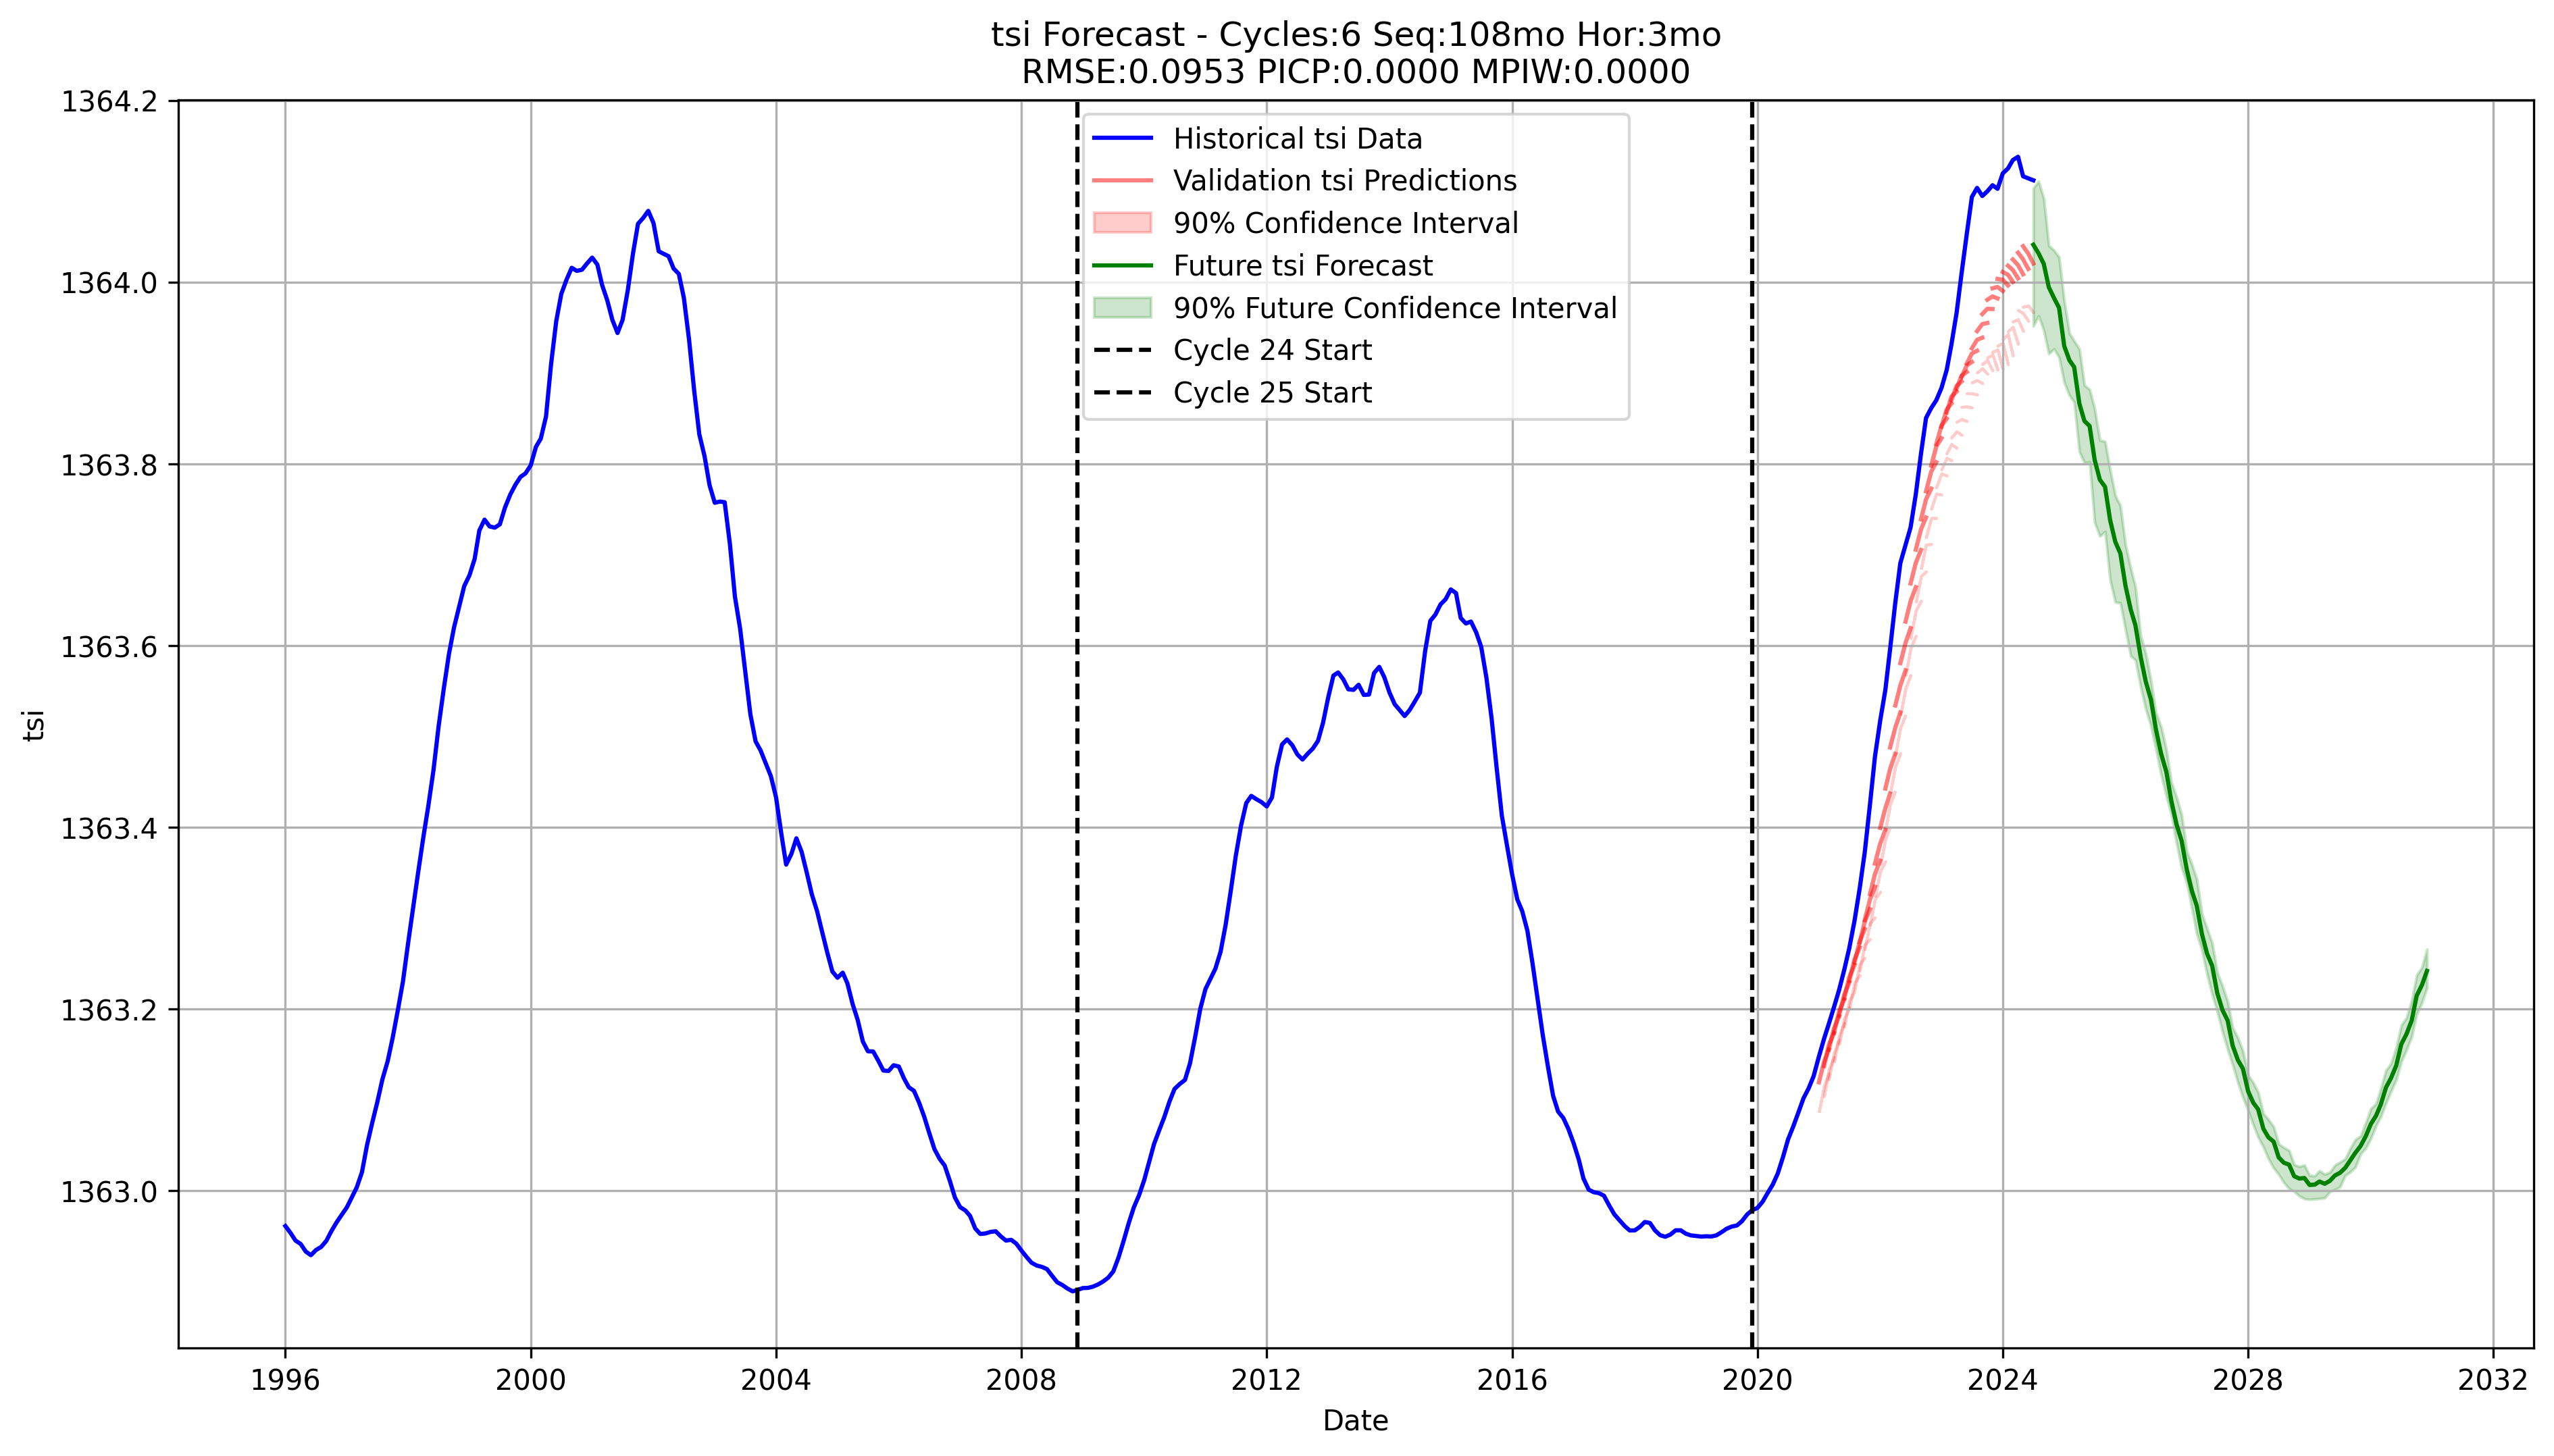 tsi Forecast - Cycles:6 Seq:108mo Hor:3mo
RMSE:0.0953 PICP:0.0000 MPIW:0.0000
1364.2
1364.0
1363.8
1363.6
1363.4
1363.2
1363.0
tsi
Historical tsi Data
Validation tsi Predictions
90% Confidence Interval
Future tsi Forecast
90% Future Confidence Interval
Cycle 24 Start
Cycle 25 Start
1996 2000 2004 2008 2012 2016 2020 2024 2028 2032
Date